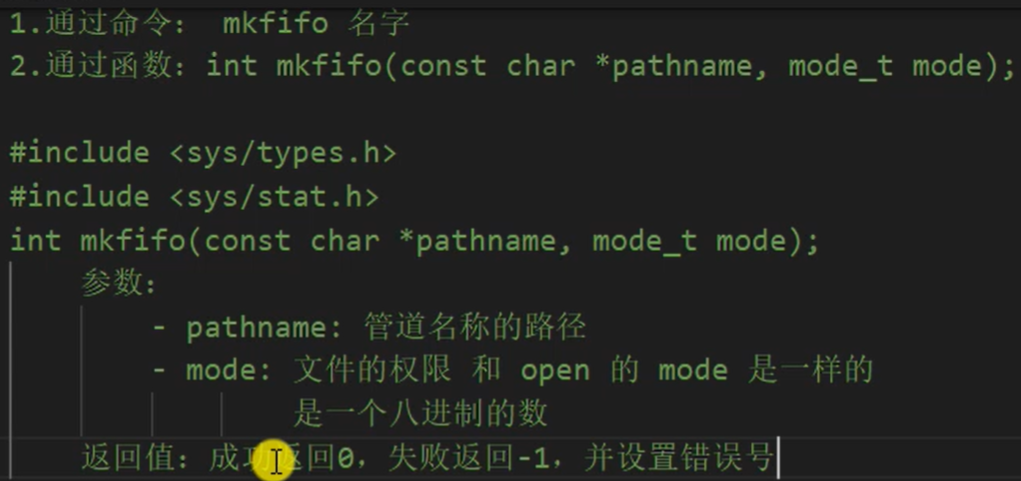 1.通过命令： mkfifo 名字
2.通过函数：int mkfifo(const char *pathname, mode_t mode);
#include <sys/types.h>
#include <sys/stat.h>
int mkfifo(const char *pathname, mode_t mode);
参数：
- pathname: 管道名称的路径
- mode: 文件的权限 和 open 的 mode 是一样的
是一个八进制的数
返回值：成功返回0，失败返回-1，并设置错误号